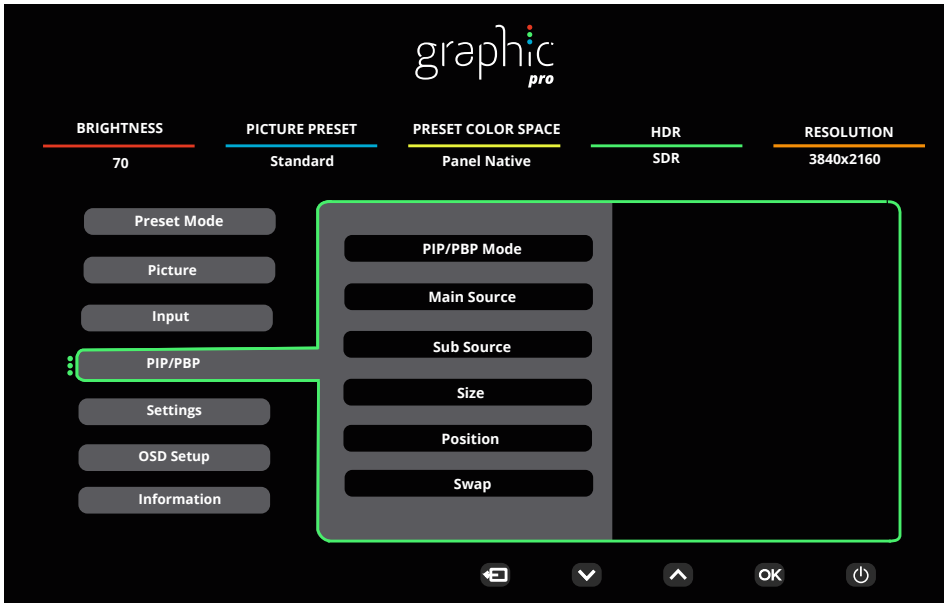 graphic
pro
BRIGHTNESS
70
PICTURE PRESET
Standard
PRESET COLOR SPACE
Panel Native
HDR
SDR
RESOLUTION
3840x2160
Preset Mode
Picture
Input
PIP/PBP
Settings
OSD Setup
Information
PIP/PBP Mode
Main Source
Sub Source
Size
Position
Swap
OK